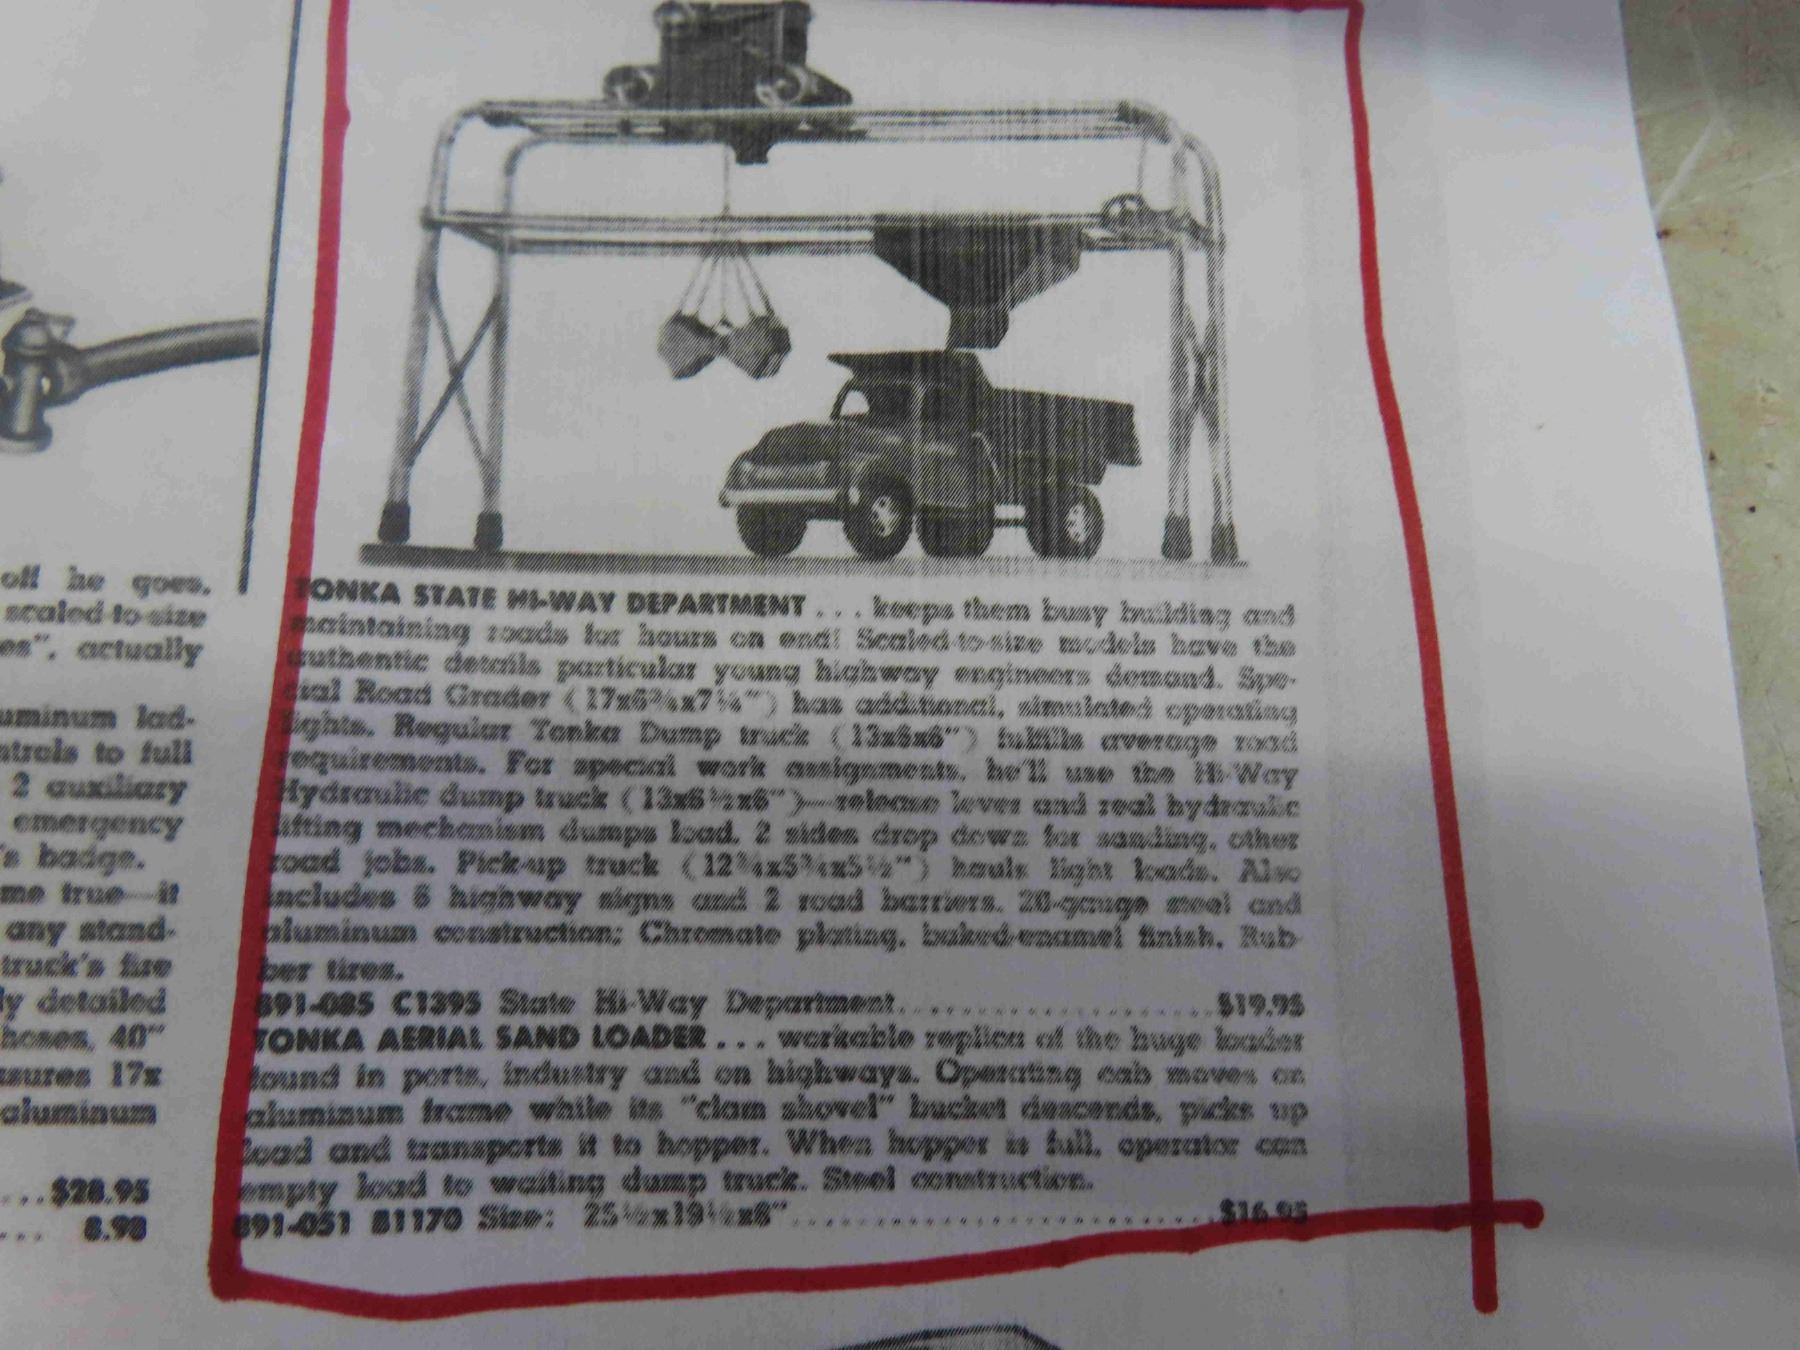 off he goes.
scaled-to-size
es", actually
uminum lad-
ntrols to full
2 auxiliary
emergency
's badge.
me true—it
any stand-
truck's fire
ly detailed
hoses, 40"
asures 17x
aluminum
...$28.95
... 8.98
TONKA STATE HI-WAY DEPARTMENT ... keeps them busy building and
maintaining roads for hours on end! Scaled-to-size models have the
authentic details particular young highway engineers demand. Spe-
cial Road Grader has additional, simulated operating
lights. Regular Tonka Dump truck (13x6x6") fulfills average road
requirements. For special work assignments, he'll use the Hi-Way
Hydraulic dump truck (13x6½x6")—release lever and real hydraulic
lifting mechanism dumps load, 2 sides drop down for sanding, other
road jobs. Pick-up truck (12¾x5¾x5½") hauls light loads. Also
includes 6 highway signs and 2 road barriers. 20-gauge steel and
aluminum construction; Chromate plating, baked-enamel finish. Rub-
ber tires.
891-085 C1395 State Hi-Way Department......................$19.95
TONKA AERIAL SAND LOADER ... workable replica of the huge loader
found in ports, industry and on highways. Operating cab moves on
aluminum frame while its "clam shovel" bucket descends, picks up
load and transports it to hopper. When hopper is full, operator can
empty load to waiting dump truck. Steel construction.
891-051 B1170 Size: 25½x19½x8"..............................$16.95